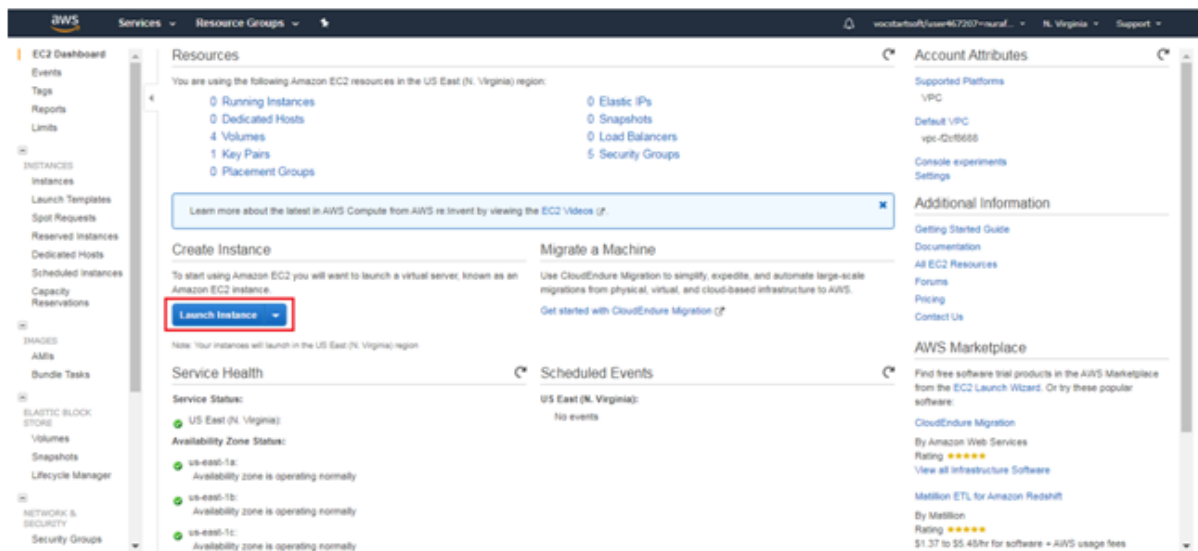 aws Services Resource Groups vocstartsoft/user467207=nuraf... N. Virginia Support
EC2 Dashboard
Events
Tags
Reports
Limits
INSTANCES
Instances
Launch Templates
Spot Requests
Reserved Instances
Dedicated Hosts
Scheduled Instances
Capacity
Reservations
IMAGES
AMIs
Bundle Tasks
ELASTIC BLOCK
STORE
Volumes
Snapshots
Lifecycle Manager
NETWORK &
SECURITY
Security Groups
Resources
You are using the following Amazon EC2 resources in the US East (N. Virginia) region:
0 Running Instances
0 Dedicated Hosts
4 Volumes
1 Key Pairs
0 Placement Groups
0 Elastic IPs
0 Snapshots
0 Load Balancers
5 Security Groups
Learn more about the latest in AWS Compute from AWS re:Invent by viewing the EC2 Videos
Create Instance
To start using Amazon EC2 you will want to launch a virtual server, known as an
Amazon EC2 instance.
Launch Instance
Note: Your instances will launch in the US East (N. Virginia) region
Migrate a Machine
Use CloudEndure Migration to simplify, expedite, and automate large-scale
migrations from physical, virtual, and cloud-based infrastructure to AWS.
Get started with CloudEndure Migration
Service Health
Service Status:
US East (N. Virginia):
Availability Zone Status:
us-east-1a:
Availability zone is operating normally
us-east-1b:
Availability zone is operating normally
us-east-1c:
Availability zone is operating normally
Scheduled Events
US East (N. Virginia):
No events
Account Attributes
Supported Platforms
VPC
Default VPC
Console experiments
Settings
Additional Information
Getting Started Guide
Documentation
All EC2 Resources
Forums
Pricing
Contact Us
AWS Marketplace
Find free software trial products in the AWS Marketplace
from the EC2 Launch Wizard. Or try these popular
software:
CloudEndure Migration
By Amazon Web Services
Rating
View all Infrastructure Software
Matillion ETL for Amazon Redshift
By Matillion
Rating
$1.37 to $5.48/hr for software + AWS usage fees